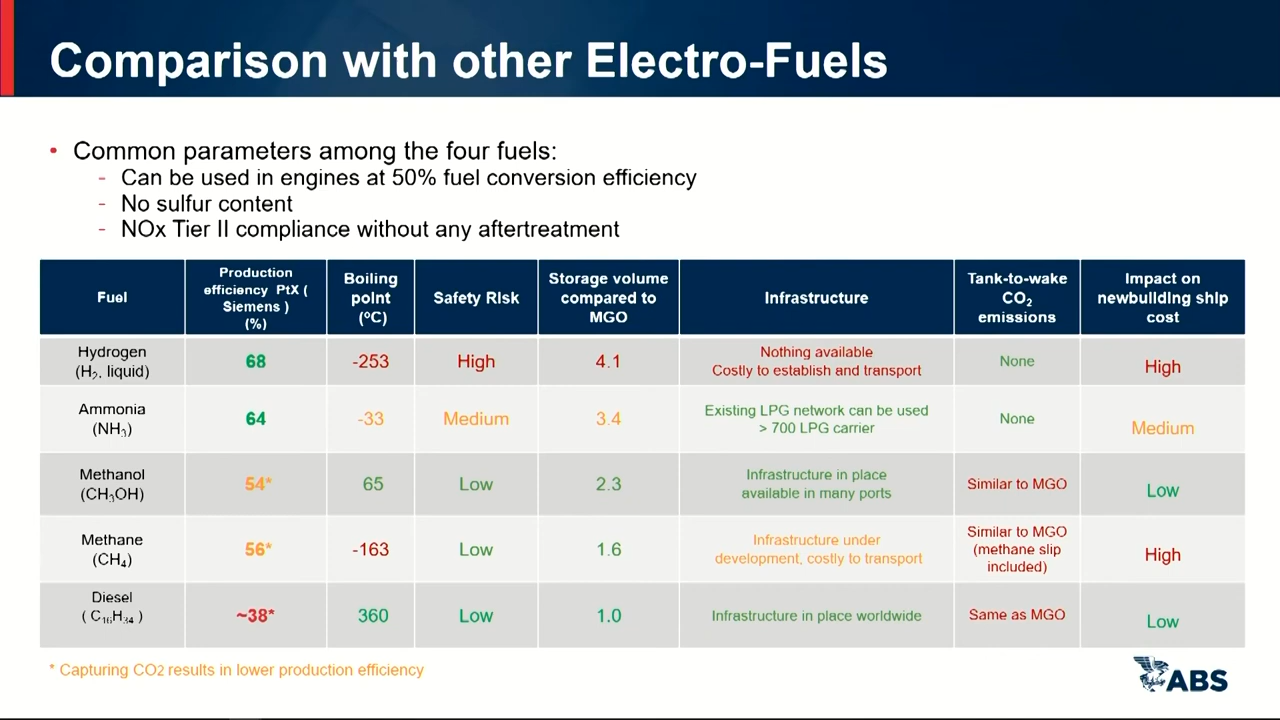 Comparison with other Electro-Fuels
• Common parameters among the four fuels:
- Can be used in engines at 50% fuel conversion efficiency
- No sulfur content
- NOx Tier II compliance without any aftertreatment
Fuel
Production
efficiency PtX (
Siemens )
(%)
Boiling
point
(ºC)
Safety Risk
Storage volume
compared to
MGO
Infrastructure
Tank-to-wake
CO₂
emissions
Impact on
newbuilding ship
cost
Hydrogen
(H₂, liquid)
68
-253
High
4.1
Nothing available
Costly to establish and transport
None
High
Ammonia
(NH₃)
64
-33
Medium
3.4
Existing LPG network can be used
> 700 LPG carrier
None
Medium
Methanol
(CH₃OH)
54*
65
Low
2.3
Infrastructure in place
available in many ports
Similar to MGO
Low
Methane
(CH₄)
56*
-163
Low
1.6
Infrastructure under
development, costly to transport
Similar to MGO
(methane slip
included)
High
Diesel
( C₁₆H₃₄ )
~38*
360
Low
1.0
Infrastructure in place worldwide
Same as MGO
Low
* Capturing CO2 results in lower production efficiency
ABS